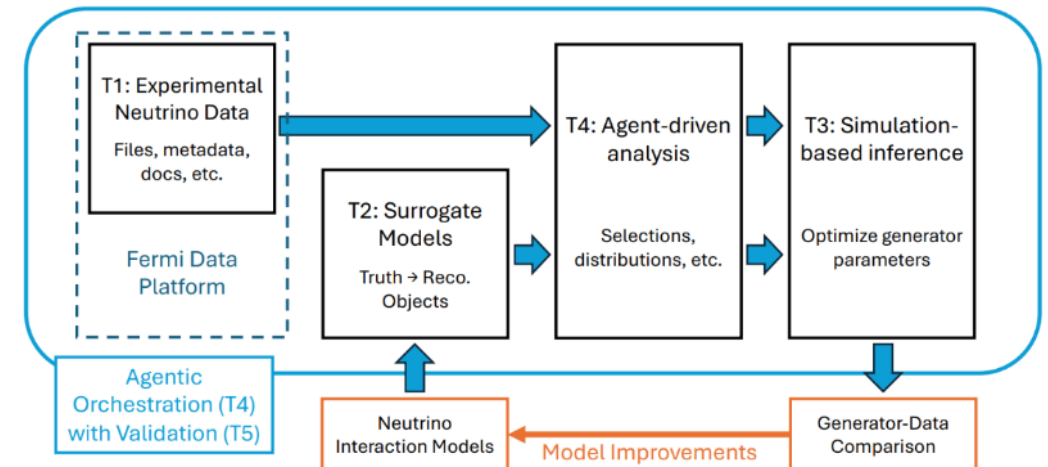 T1: Experimental
Neutrino Data
Files, metadata,
docs, etc.
Fermi Data
Platform
T2: Surrogate
Models
Truth → Reco.
Objects
T4: Agent-driven
analysis
Selections,
distributions, etc.
T3: Simulation-
based inference
Optimize generator
parameters
Agentic
Orchestration (T4)
with Validation (T5)
Neutrino
Interaction Models
Model Improvements
Generator-Data
Comparison